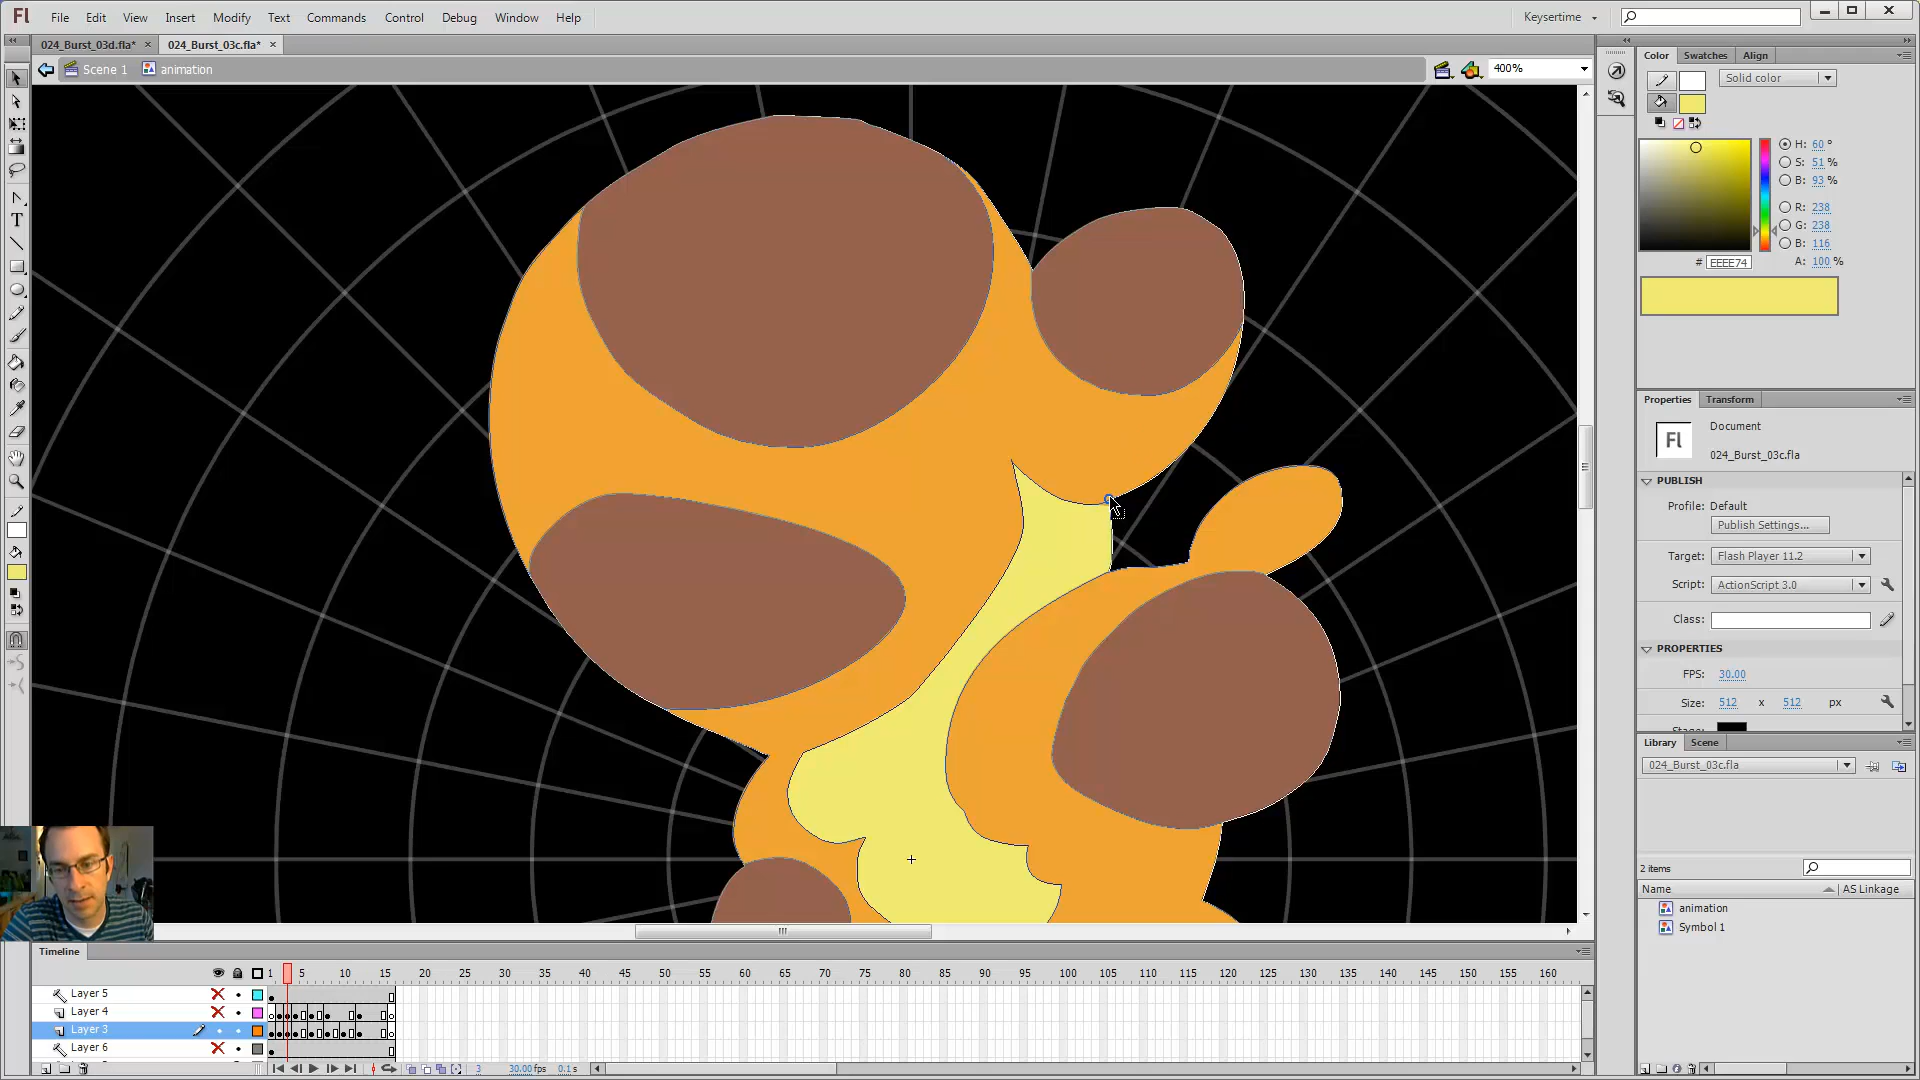 Fl File Edit View Insert Modify Text Commands Control Debug Window Help Keysertime
024_Burst_03d.fla* × 024_Burst_03c.fla* ×
Scene 1 animation 400%
Color Swatches Align
Solid color
H: 60 °
S: 51 %
B: 93 %
R: 238
G: 238
B: 116
# EEEE74 A: 100 %
Properties Transform
Fl Document
024_Burst_03c.fla
PUBLISH
Profile: Default
Publish Settings...
Target: Flash Player 11.2
Script: ActionScript 3.0
Class:
PROPERTIES
FPS: 30.00
Size: 512 x 512 px
Library Scene
024_Burst_03c.fla
2 items
Name AS Linkage
animation
Symbol 1
Timeline
1 5 10 15 20 25 30 35 40 45 50 55 60 65 70 75 80 85 90 95 100 105 110 115 120 125 130 135 140 145 150 155 160
Layer 5
Layer 4
Layer 3
Layer 6
3 30.00 fps 0.1 s